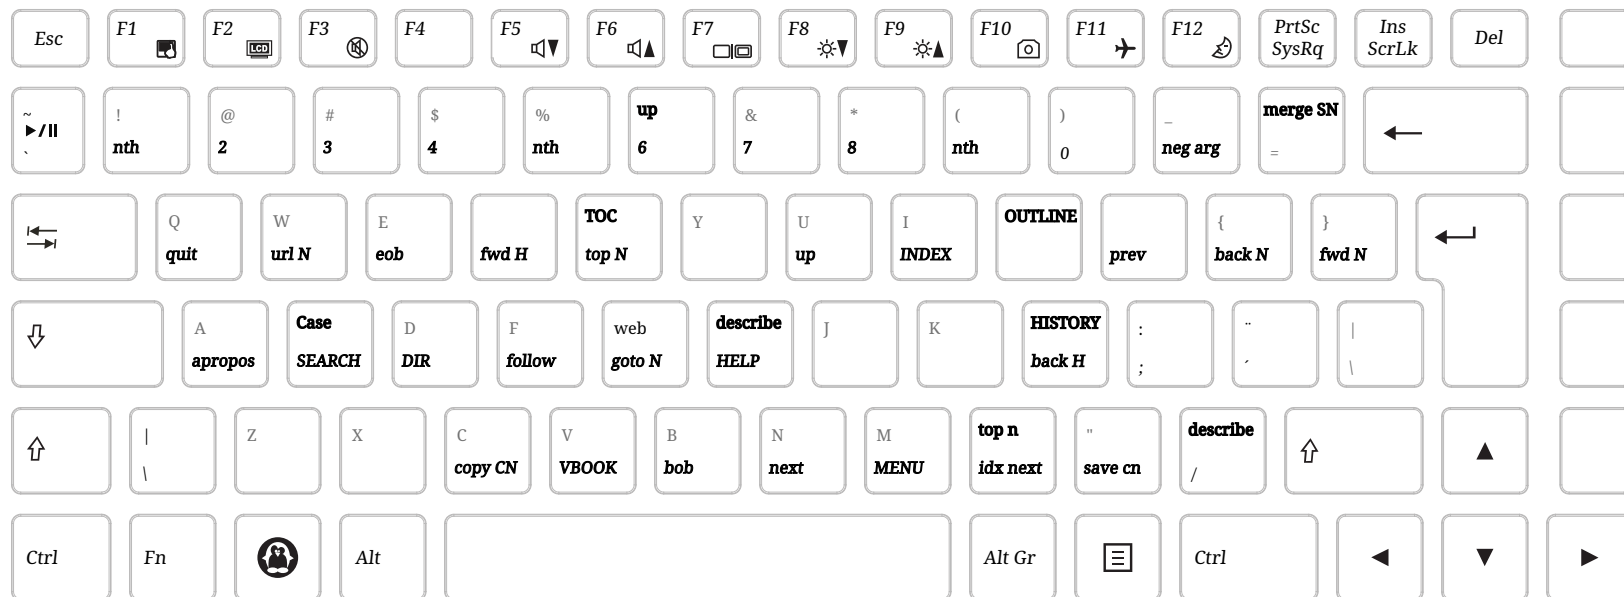 Esc F1 F2 F3 F4 F5 F6 F7 F8 F9 F10 F11 F12 PrtSc Ins Del
LCD SysRq ScrLk
~ ! @ # $ % up & * ( ) _ merge SN
` nth 2 3 4 nth 6 7 8 nth 0 neg arg =
Q W E TOC Y U I OUTLINE { }
quit url N eob fwd H top N up INDEX prev back N fwd N
A Case D F web describe J K HISTORY : ¨ |
apropos SEARCH DIR follow goto N HELP back H ; ´ \
| Z X C V B N M top n " describe
\ copy CN VBOOK bob next MENU idx next save cn /
Ctrl Fn Alt Alt Gr Ctrl